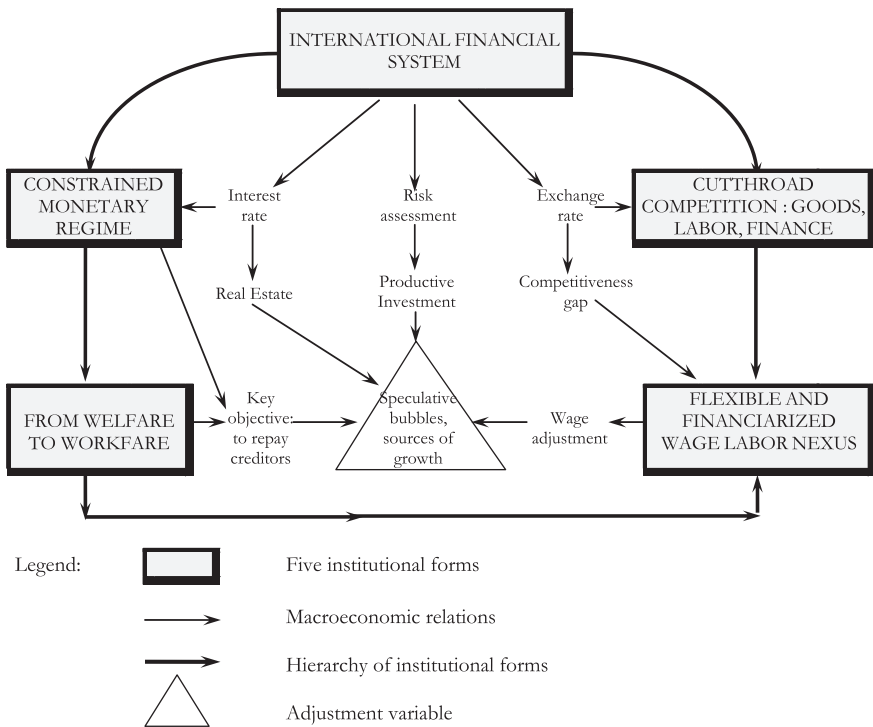 INTERNATIONAL FINANCIAL
SYSTEM
CONSTRAINED
MONETARY
REGIME
Interest
rate
Risk
assessment
Exchange
rate
CUTTHROAD
COMPETITION : GOODS,
LABOR, FINANCE
Real Estate
Productive
Investment
Competitiveness
gap
FROM WELFARE
TO WORKFARE
Key
objective:
to repay
creditors
Speculative
bubbles,
sources of
growth
Wage
adjustment
FLEXIBLE AND
FINANCIARIZED
WAGE LABOR NEXUS
Legend:
Five institutional forms
Macroeconomic relations
Hierarchy of institutional forms
Adjustment variable